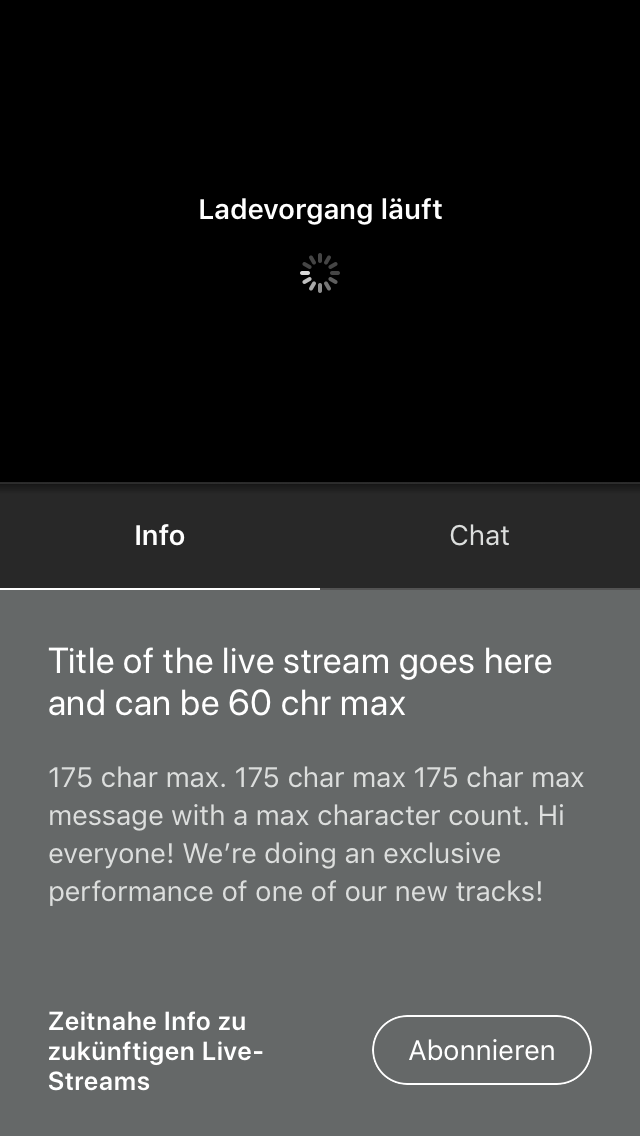 Ladevorgang läuft
Info
Chat
Title of the live stream goes here
and can be 60 chr max
175 char max. 175 char max 175 char max
message with a max character count. Hi
everyone! We’re doing an exclusive
performance of one of our new tracks!
Zeitnahe Info zu
zukünftigen Live-
Streams
Abonnieren